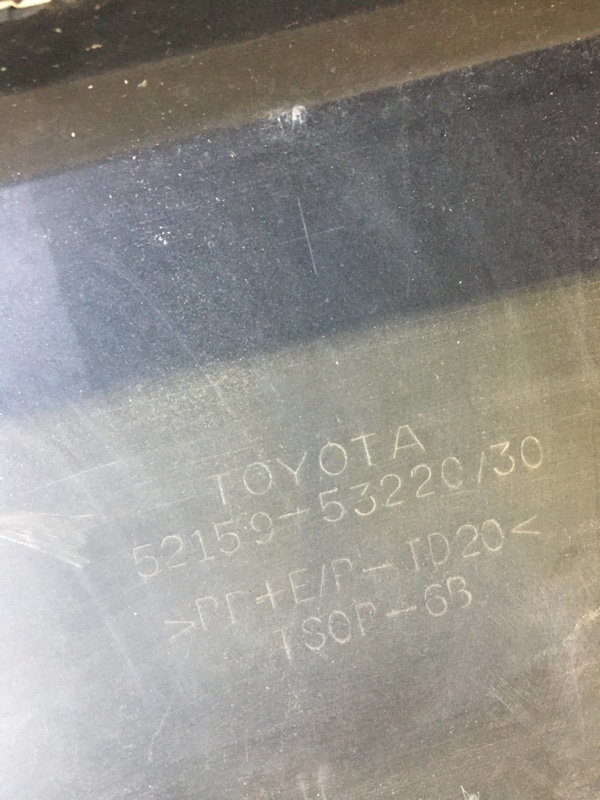 TOYOTA
52159-53220/30
>PP+E/P-TD20<
TSOP-6B